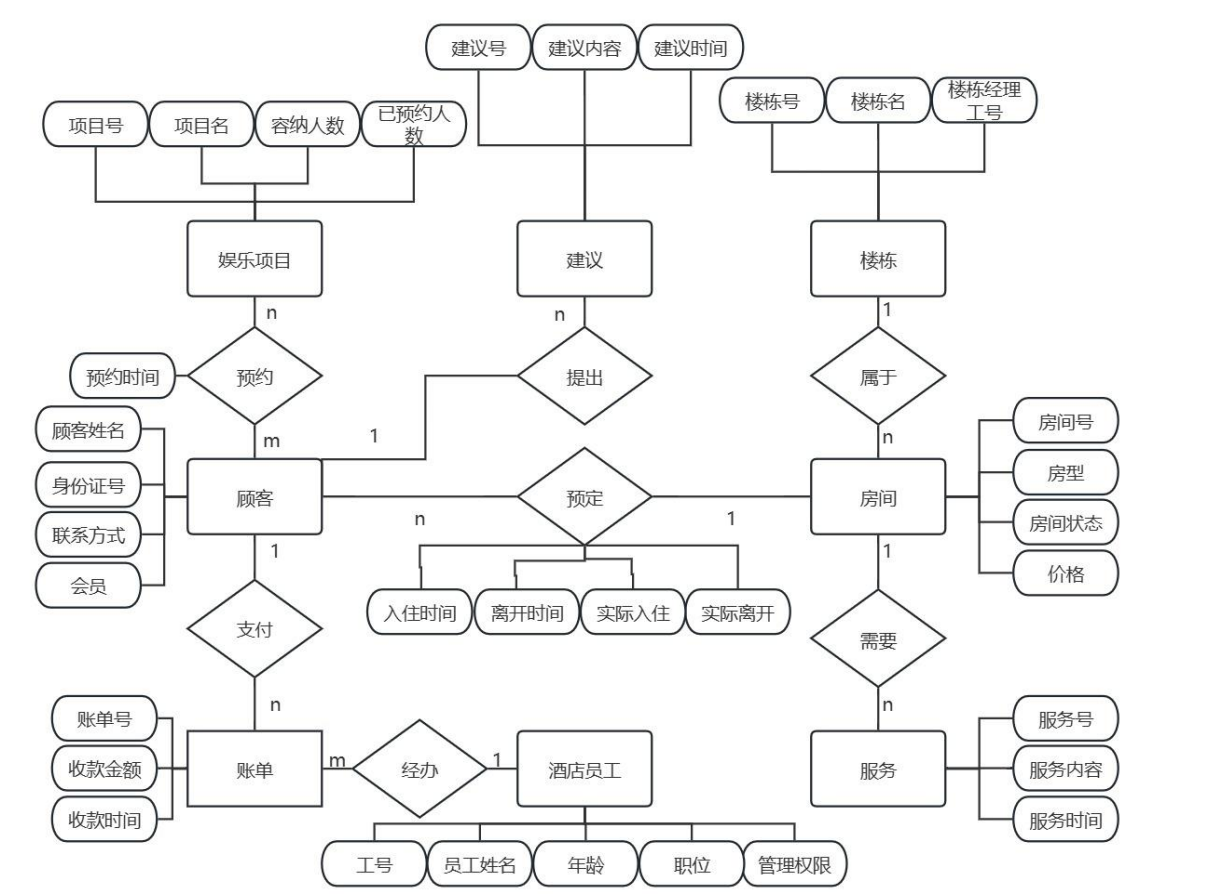 建议号
建议内容
建议时间
楼栋号
楼栋名
楼栋经理
工号
项目号
项目名
容纳人数
已预约人
数
娱乐项目
建议
楼栋
n
n
1
预约时间
预约
提出
属于
顾客姓名
m
1
n
房间号
身份证号
顾客
预定
房间
房型
联系方式
n
1
房间状态
会员
1
1
价格
入住时间
离开时间
实际入住
实际离开
支付
需要
n
n
账单号
服务号
收款金额
账单
m
经办
1
酒店员工
服务
服务内容
收款时间
服务时间
工号
员工姓名
年龄
职位
管理权限